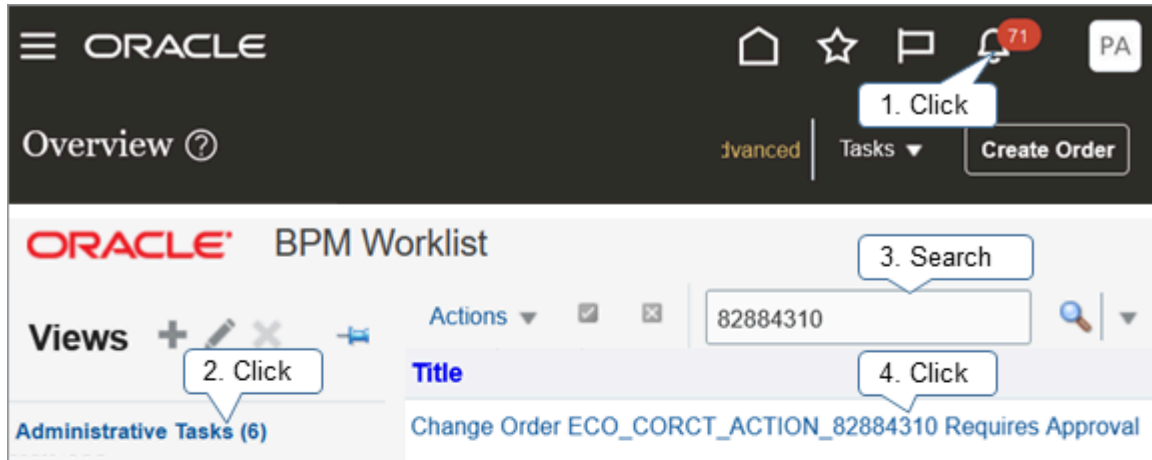 ORACLE
71
PA
1. Click
Overview ?
dvanced
Tasks
Create Order
ORACLE BPM Worklist
3. Search
Views
Actions
82884310
2. Click
Title
4. Click
Administrative Tasks (6)
Change Order ECO_CORCT_ACTION_82884310 Requires Approval